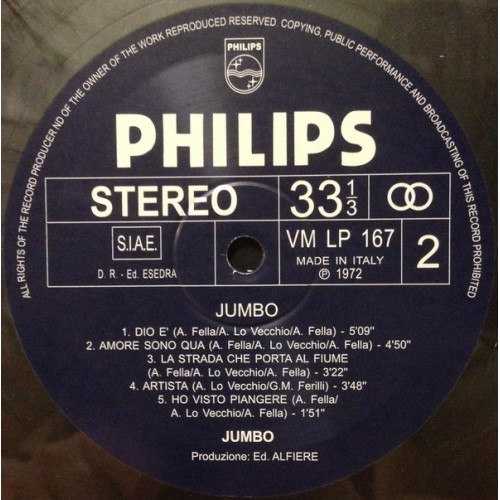 ALL RIGHTS OF THE RECORD PRODUCER ND OF THE OWNER OF THE WORK REPRODUCED RESERVED COPYING, PUBLIC PERFORMANCE AND BROADCASTING OF THIS RECORD PROHIBITED
PHILIPS
PHILIPS
STEREO
33 1/3
S.I.A.E.
VM LP 167
MADE IN ITALY
℗ 1972
2
D. R. - Ed. ESEDRA
JUMBO
1. DIO E' (A. Fella/A. Lo Vecchio/A. Fella) - 5'09"
2. AMORE SONO QUA (A. Fella/A. Lo Vecchio/A. Fella) - 4'50"
3. LA STRADA CHE PORTA AL FIUME
(A. Fella/A. Lo Vecchio/A. Fella) - 3'22"
4. ARTISTA (A. Lo Vecchio/G.M. Ferilli) - 3'48"
5. HO VISTO PIANGERE (A. Fella/
A. Lo Vecchio/A. Fella) - 1'51"
JUMBO
Produzione: Ed. ALFIERE